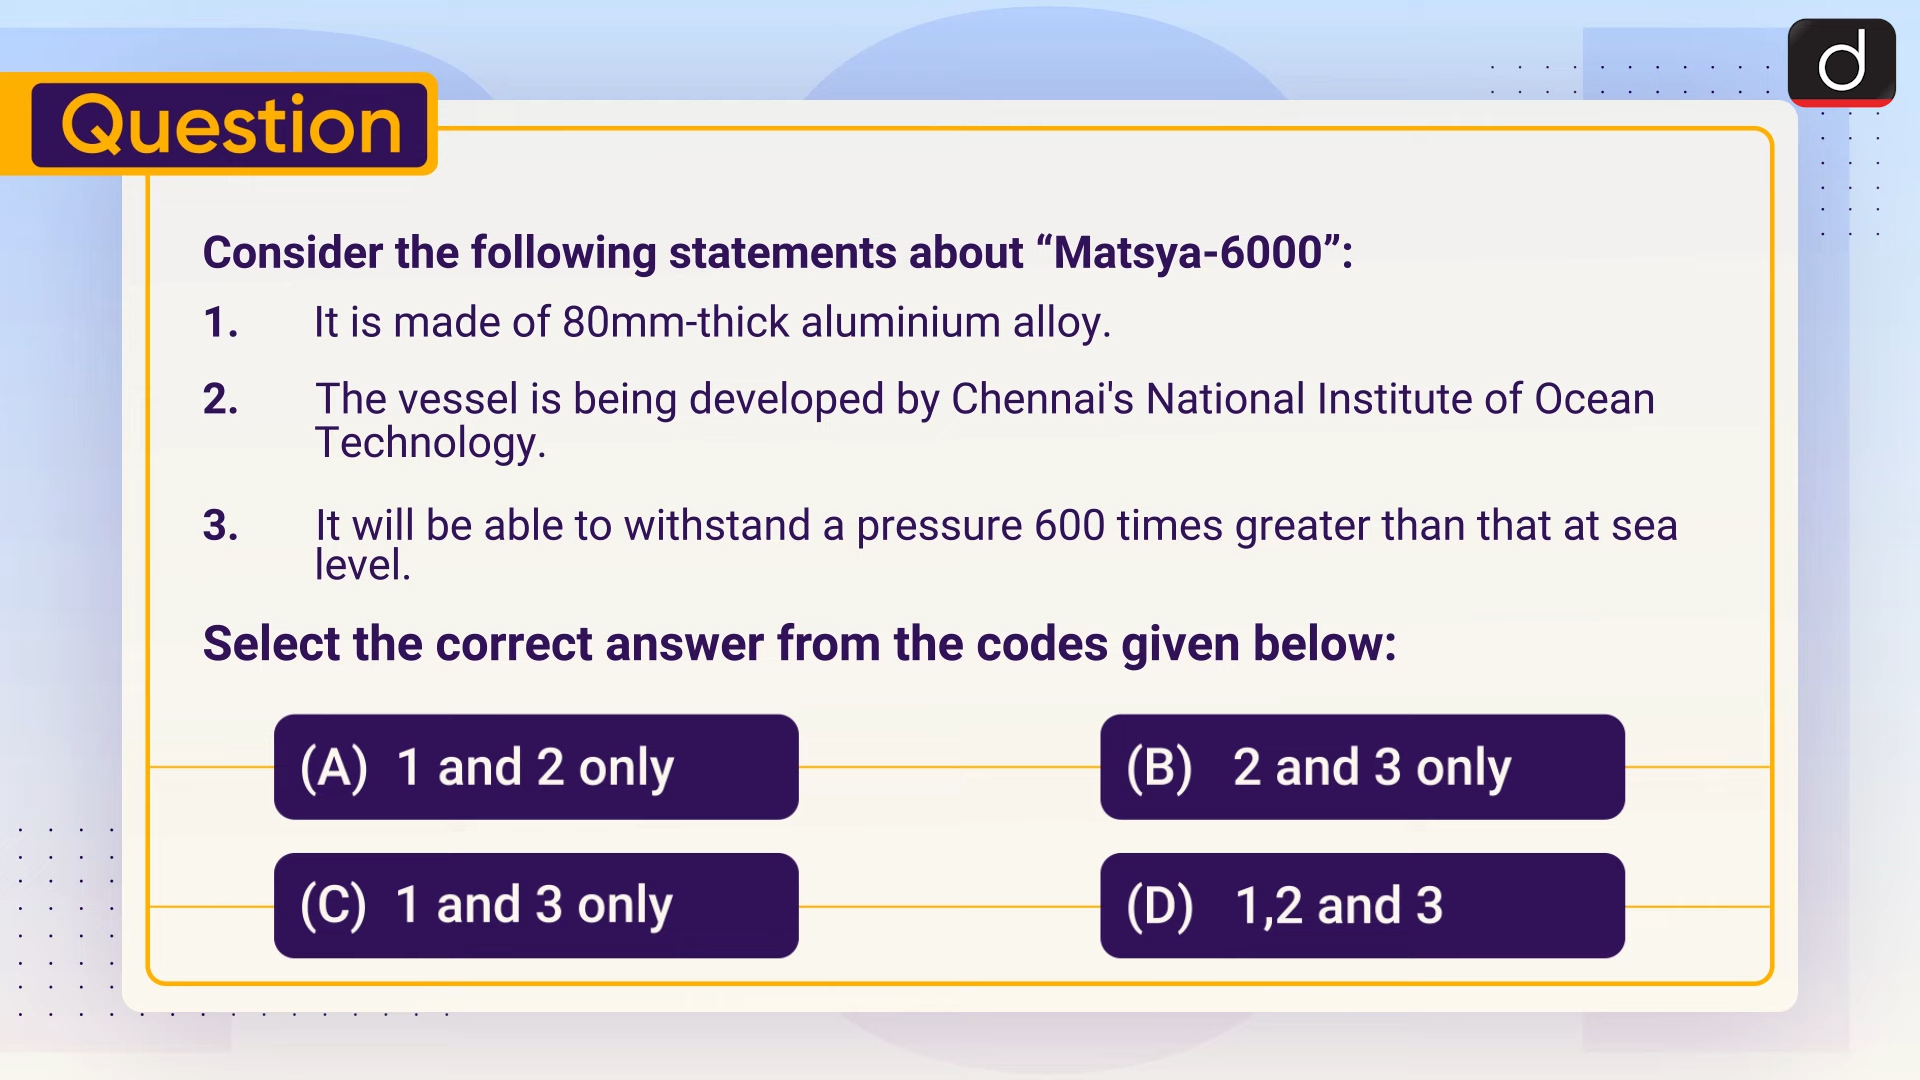 Question
Consider the following statements about “Matsya-6000”:
1. It is made of 80mm-thick aluminium alloy.
2. The vessel is being developed by Chennai's National Institute of Ocean
Technology.
3. It will be able to withstand a pressure 600 times greater than that at sea
level.
Select the correct answer from the codes given below:
(A) 1 and 2 only
(B) 2 and 3 only
(C) 1 and 3 only
(D) 1,2 and 3
d